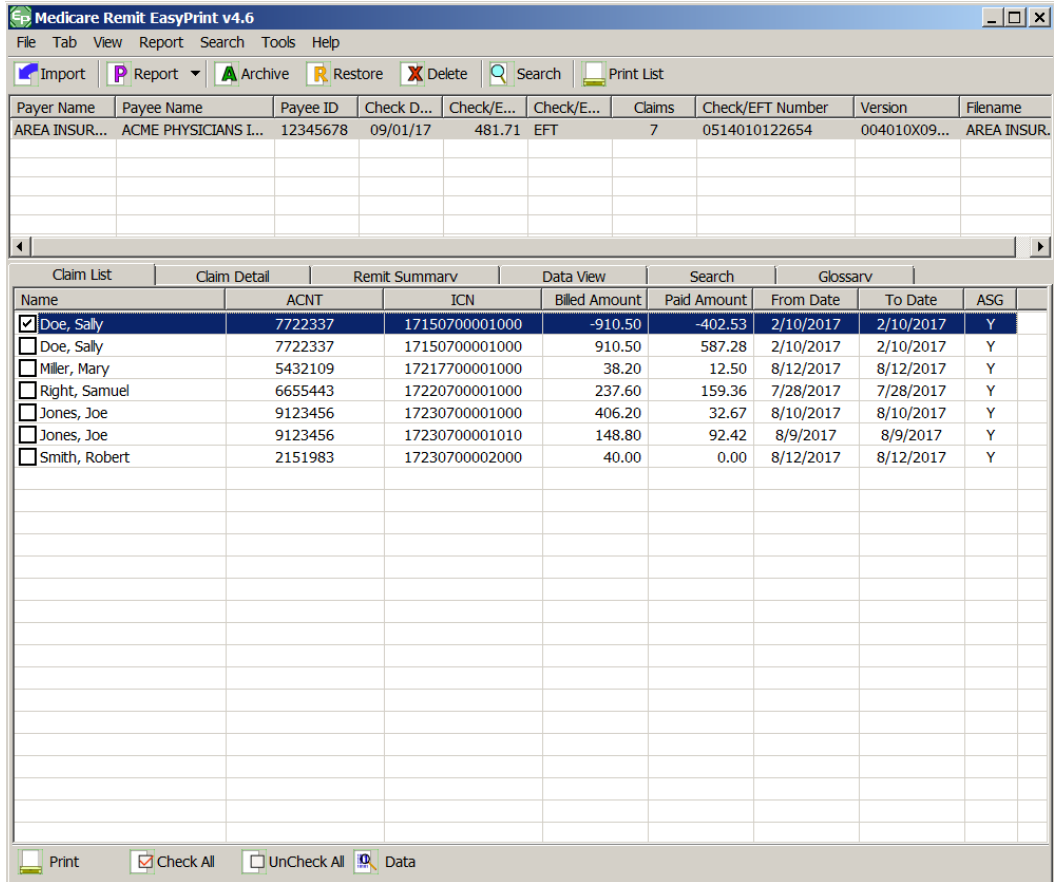 EP Medicare Remit EasyPrint v4.6
File Tab View Report Search Tools Help
Import P Report A Archive R Restore X Delete Search Print List
Payer Name Payee Name Payee ID Check D... Check/E... Check/E... Claims Check/EFT Number Version Filename
AREA INSUR... ACME PHYSICIANS I... 12345678 09/01/17 481.71 EFT 7 0514010122654 004010X09... AREA INSUR.
Claim List Claim Detail Remit Summary Data View Search Glossary
Name ACNT ICN Billed Amount Paid Amount From Date To Date ASG
Doe, Sally 7722337 17150700001000 -910.50 -402.53 2/10/2017 2/10/2017 Y
Doe, Sally 7722337 17150700001000 910.50 587.28 2/10/2017 2/10/2017 Y
Miller, Mary 5432109 17217700001000 38.20 12.50 8/12/2017 8/12/2017 Y
Right, Samuel 6655443 17220700001000 237.60 159.36 7/28/2017 7/28/2017 Y
Jones, Joe 9123456 17230700001000 406.20 32.67 8/10/2017 8/10/2017 Y
Jones, Joe 9123456 17230700001010 148.80 92.42 8/9/2017 8/9/2017 Y
Smith, Robert 2151983 17230700002000 40.00 0.00 8/12/2017 8/12/2017 Y
Print Check All UnCheck All Data